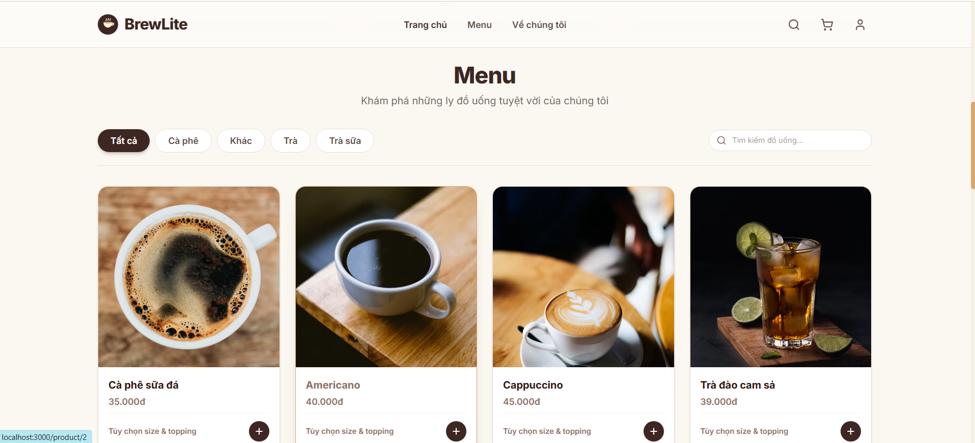 BrewLite
Trang chủ Menu Về chúng tôi
Menu
Khám phá những ly đồ uống tuyệt vời của chúng tôi
Tất cả Cà phê Khác Trà Trà sữa Tìm kiếm đồ uống...
Cà phê sữa đá Americano Cappuccino Trà đào cam sả
35.000đ 40.000đ 45.000đ 39.000đ
Tùy chọn size & topping Tùy chọn size & topping Tùy chọn size & topping Tùy chọn size & topping
localhost:3000/product/2